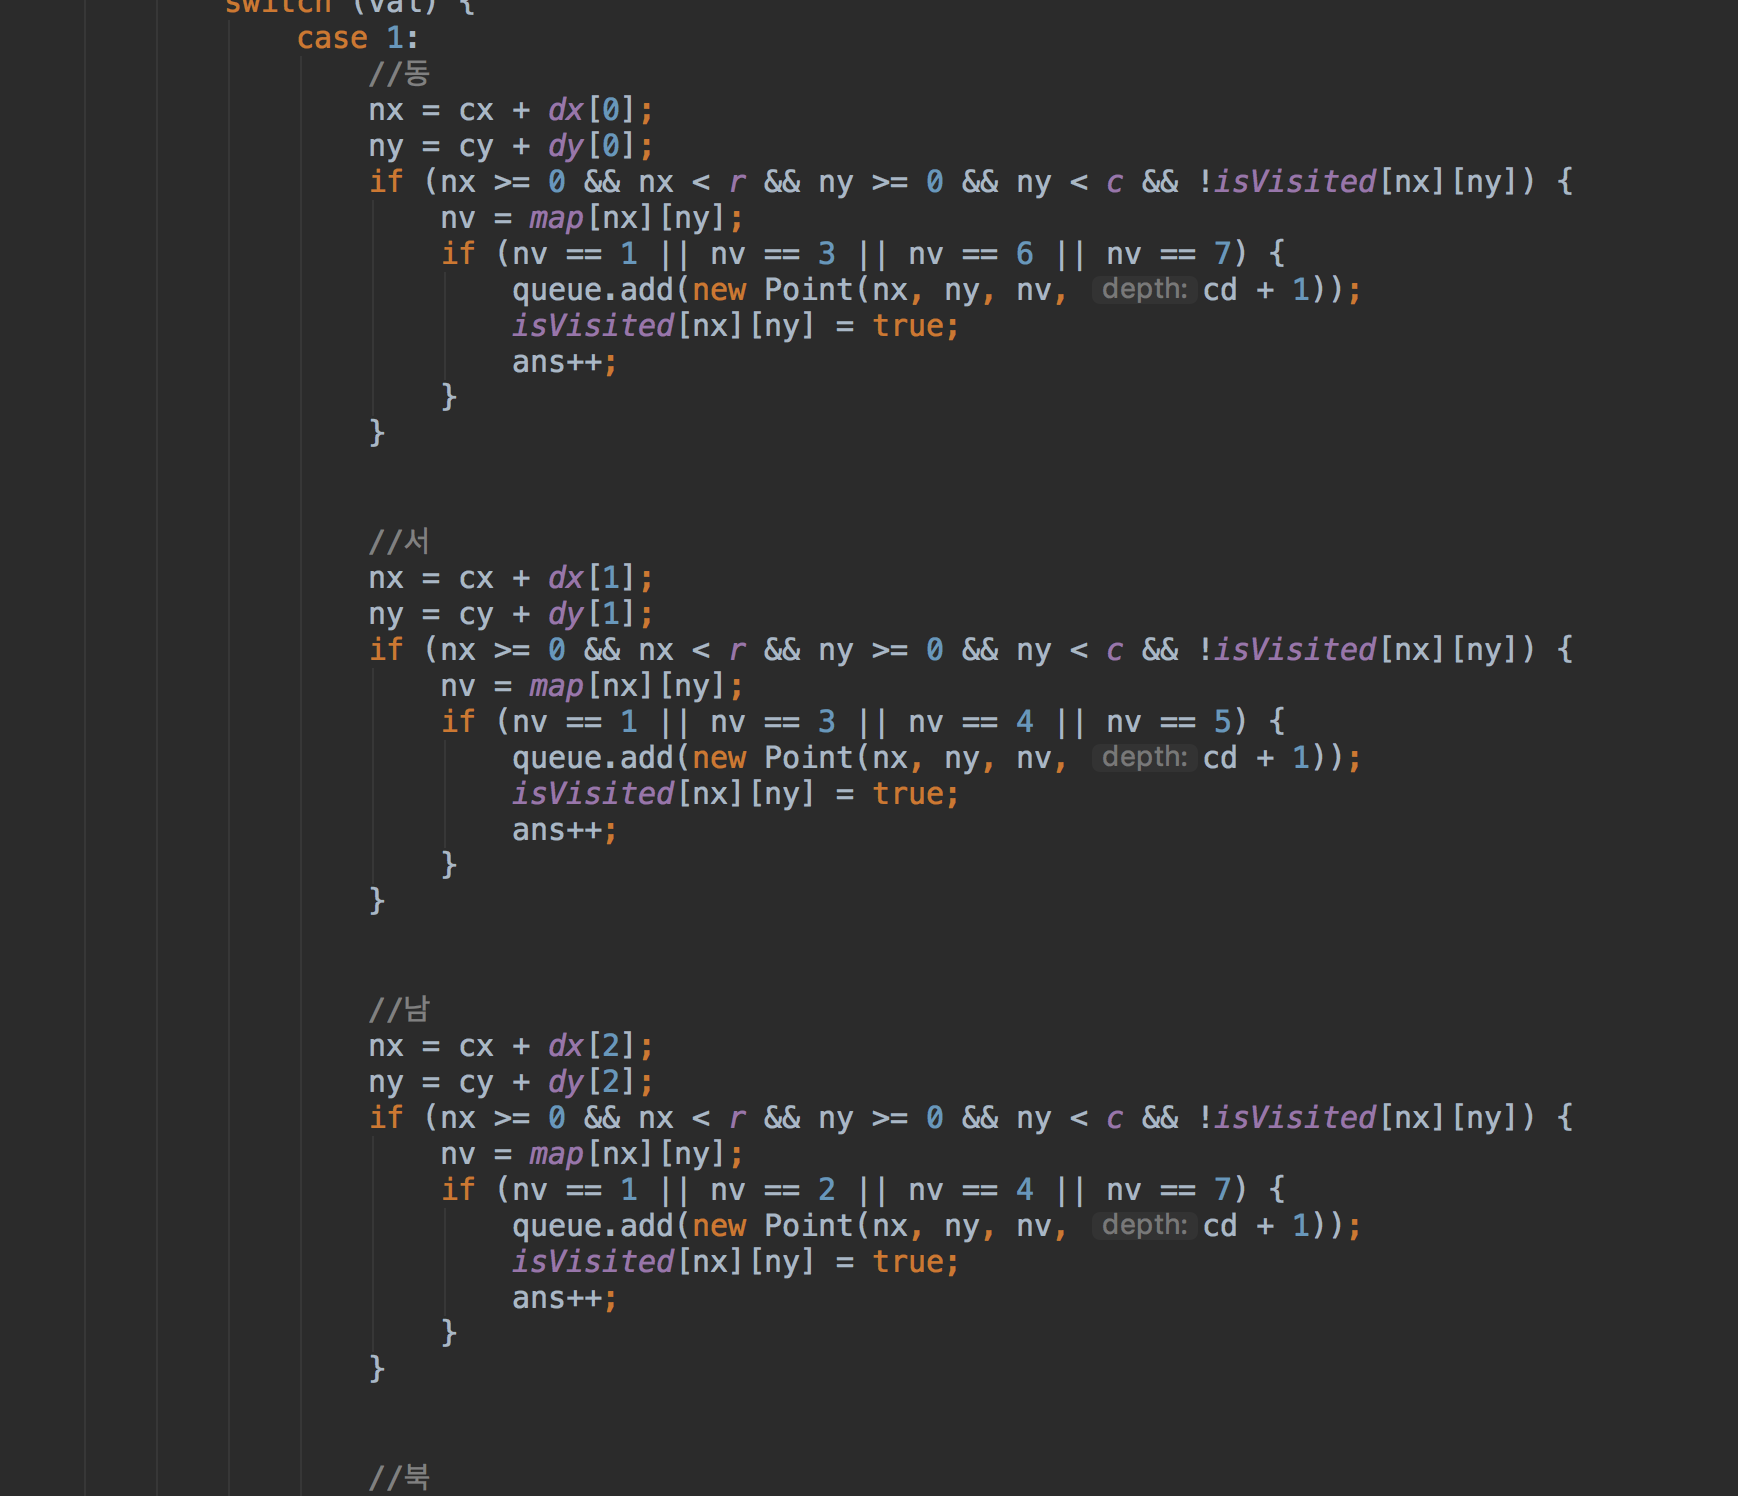 switch (val) {
case 1:
//동
nx = cx + dx[0];
ny = cy + dy[0];
if (nx >= 0 && nx < r && ny >= 0 && ny < c && !isVisited[nx][ny]) {
nv = map[nx][ny];
if (nv == 1 || nv == 3 || nv == 6 || nv == 7) {
queue.add(new Point(nx, ny, nv, depth: cd + 1));
isVisited[nx][ny] = true;
ans++;
}
}
//서
nx = cx + dx[1];
ny = cy + dy[1];
if (nx >= 0 && nx < r && ny >= 0 && ny < c && !isVisited[nx][ny]) {
nv = map[nx][ny];
if (nv == 1 || nv == 3 || nv == 4 || nv == 5) {
queue.add(new Point(nx, ny, nv, depth: cd + 1));
isVisited[nx][ny] = true;
ans++;
}
}
//남
nx = cx + dx[2];
ny = cy + dy[2];
if (nx >= 0 && nx < r && ny >= 0 && ny < c && !isVisited[nx][ny]) {
nv = map[nx][ny];
if (nv == 1 || nv == 2 || nv == 4 || nv == 7) {
queue.add(new Point(nx, ny, nv, depth: cd + 1));
isVisited[nx][ny] = true;
ans++;
}
}
//북